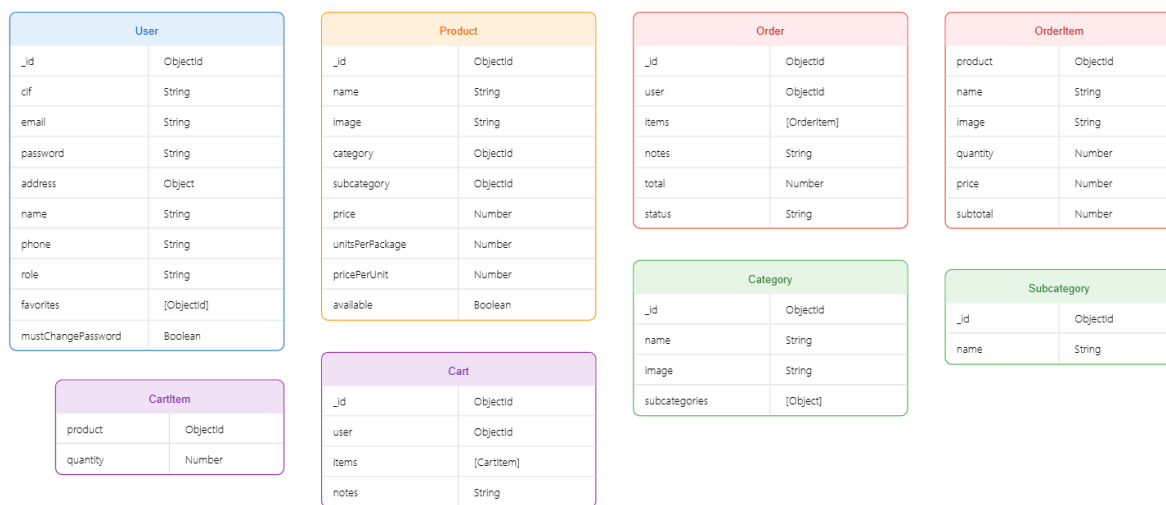 User
_id ObjectId
cif String
email String
password String
address Object
name String
phone String
role String
favorites [ObjectId]
mustChangePassword Boolean
Product
_id ObjectId
name String
image String
category ObjectId
subcategory ObjectId
price Number
unitsPerPackage Number
pricePerUnit Number
available Boolean
Order
_id ObjectId
user ObjectId
items [OrderItem]
notes String
total Number
status String
OrderItem
product ObjectId
name String
image String
quantity Number
price Number
subtotal Number
CartItem
product ObjectId
quantity Number
Cart
_id ObjectId
user ObjectId
items [CartItem]
notes String
Category
_id ObjectId
name String
image String
subcategories [Object]
Subcategory
_id ObjectId
name String